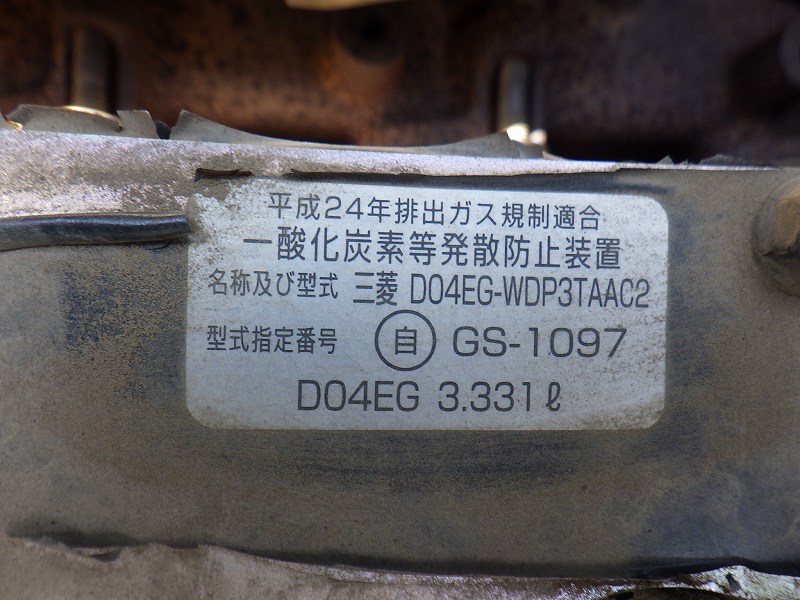 平成24年排出ガス規制適合
一酸化炭素等発散防止装置
名称及び型式 三菱 D04EG-WDP3TAAC2
型式指定番号 自 GS-1097
D04EG 3.331ℓ